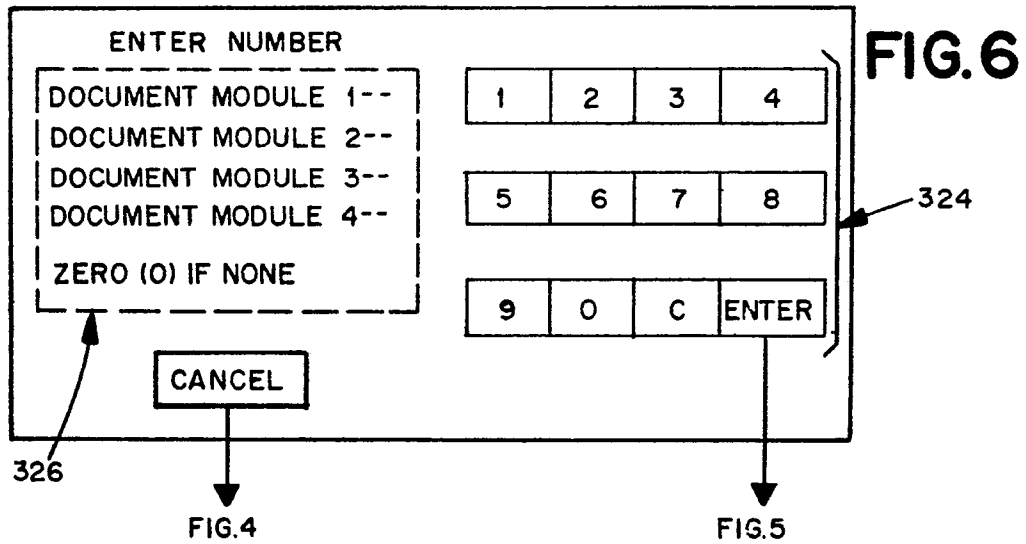 FIG.6
ENTER NUMBER
DOCUMENT MODULE 1--
DOCUMENT MODULE 2--
DOCUMENT MODULE 3--
DOCUMENT MODULE 4--
ZERO (0) IF NONE
1 2 3 4
5 6 7 8
9 0 C ENTER
324
CANCEL
326
FIG.4
FIG.5